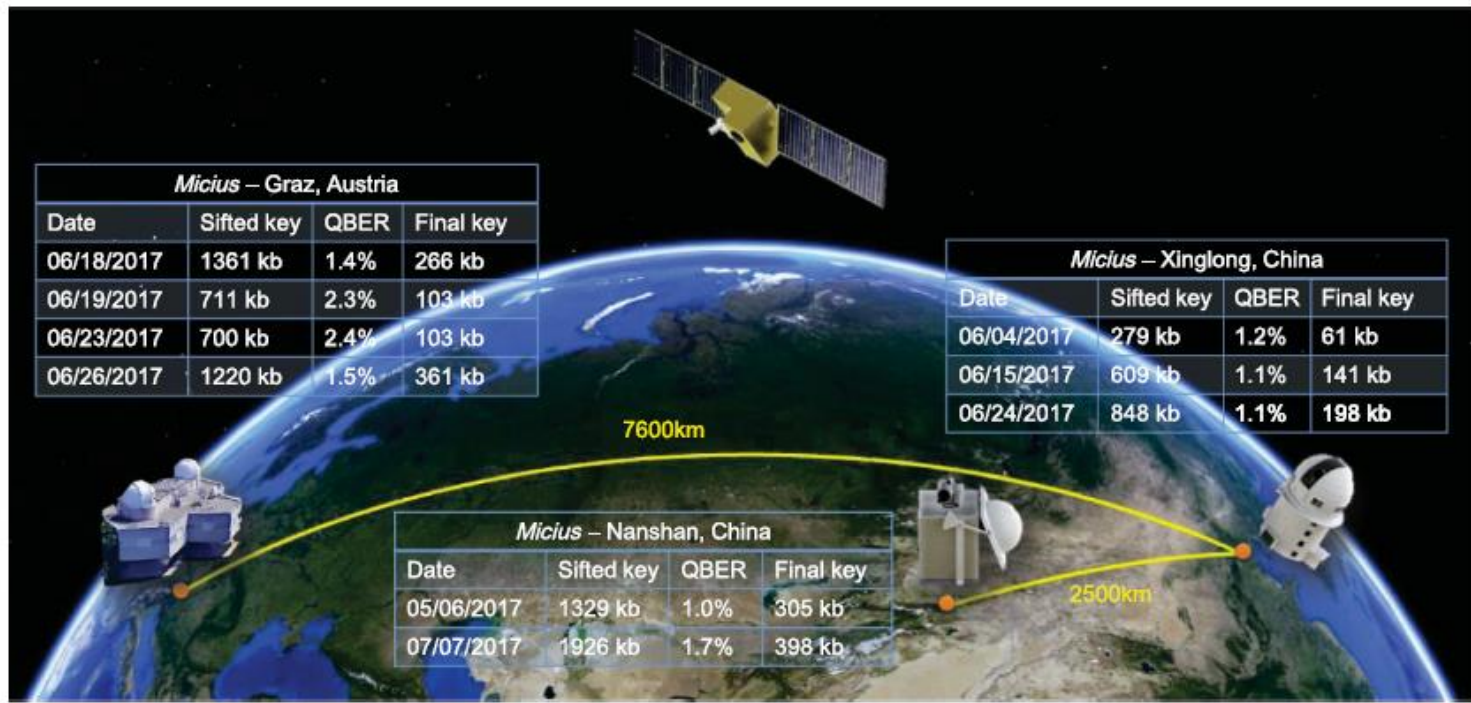 Micius – Graz, Austria
Date Sifted key QBER Final key
06/18/2017 1361 kb 1.4% 266 kb
06/19/2017 711 kb 2.3% 103 kb
06/23/2017 700 kb 2.4% 103 kb
06/26/2017 1220 kb 1.5% 361 kb
Micius – Xinglong, China
Date Sifted key QBER Final key
06/04/2017 279 kb 1.2% 61 kb
06/15/2017 609 kb 1.1% 141 kb
06/24/2017 848 kb 1.1% 198 kb
7600km
Micius – Nanshan, China
Date Sifted key QBER Final key
05/06/2017 1329 kb 1.0% 305 kb
07/07/2017 1926 kb 1.7% 398 kb
2500km